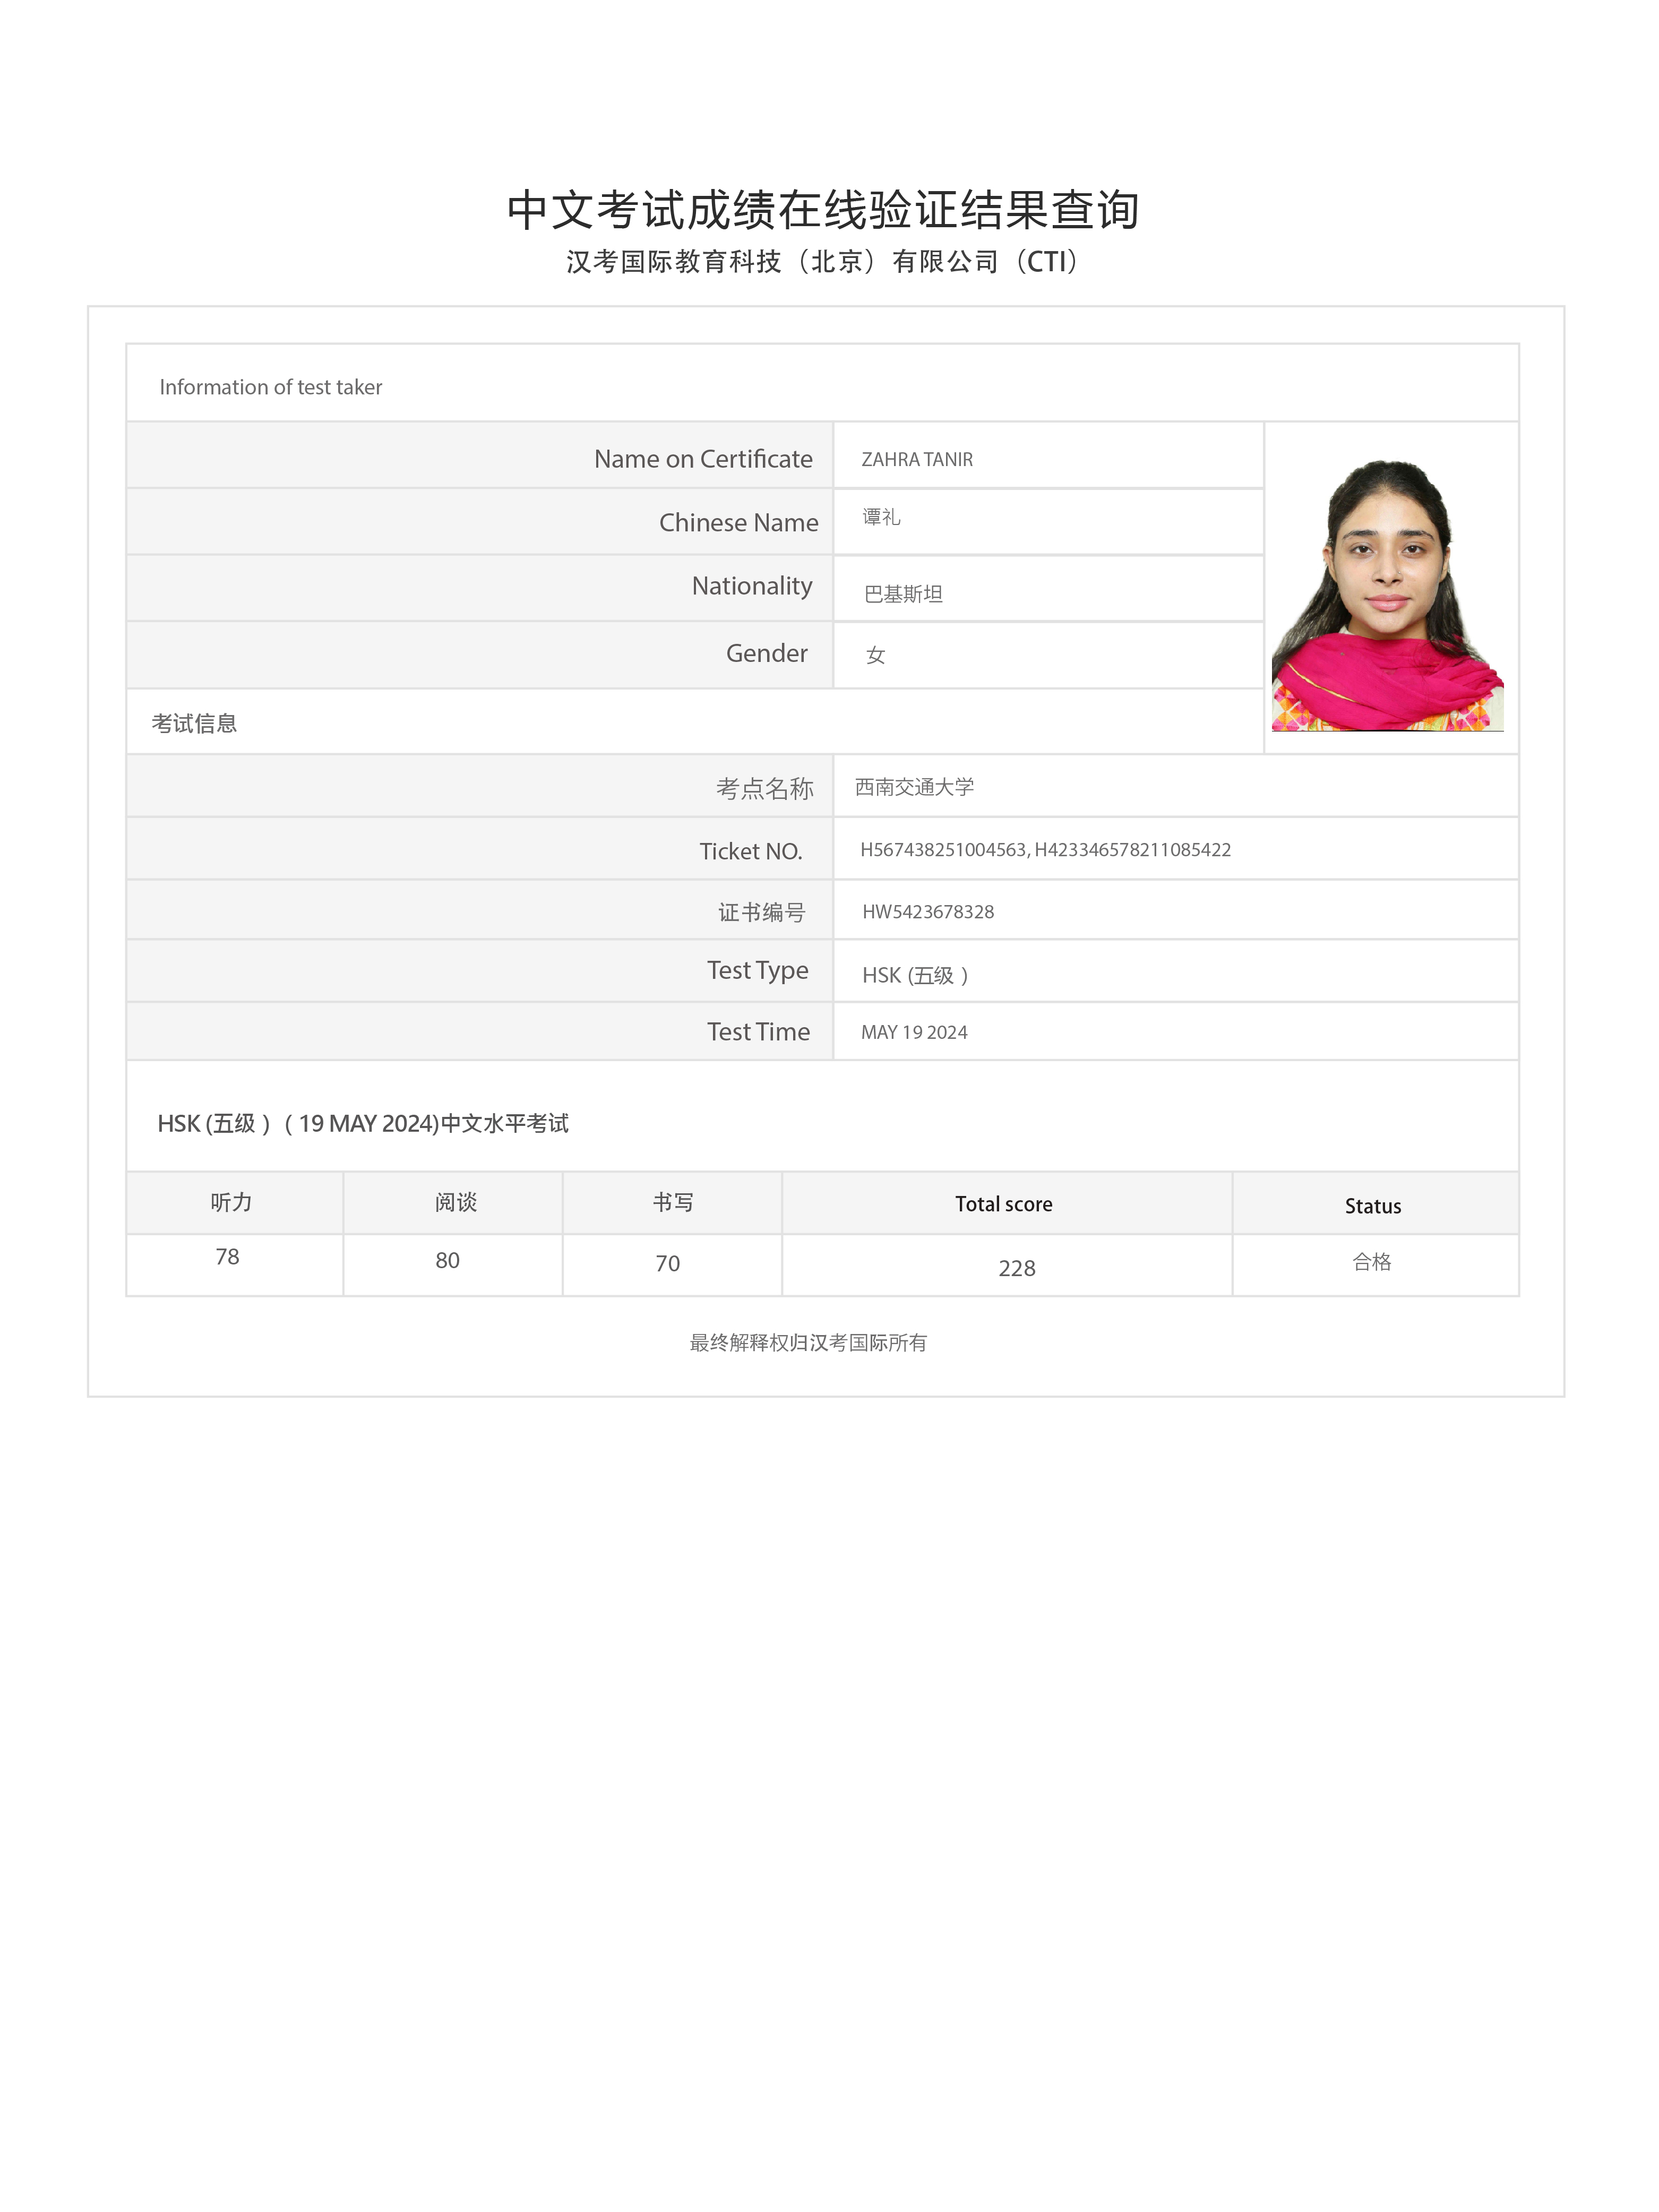 中文考试成绩在线验证结果查询
汉考国际教育科技（北京）有限公司（CTI）
Information of test taker
Name on Certificate ZAHRA TANIR
Chinese Name 谭礼
Nationality 巴基斯坦
Gender 女
考试信息
考点名称 西南交通大学
Ticket NO. H567438251004563, H423346578211085422
证书编号 HW5423678328
Test Type HSK (五级 )
Test Time MAY 19 2024
HSK (五级 ) ( 19 MAY 2024)中文水平考试
听力 阅谈 书写 Total score Status
78 80 70 228 合格
最终解释权归汉考国际所有